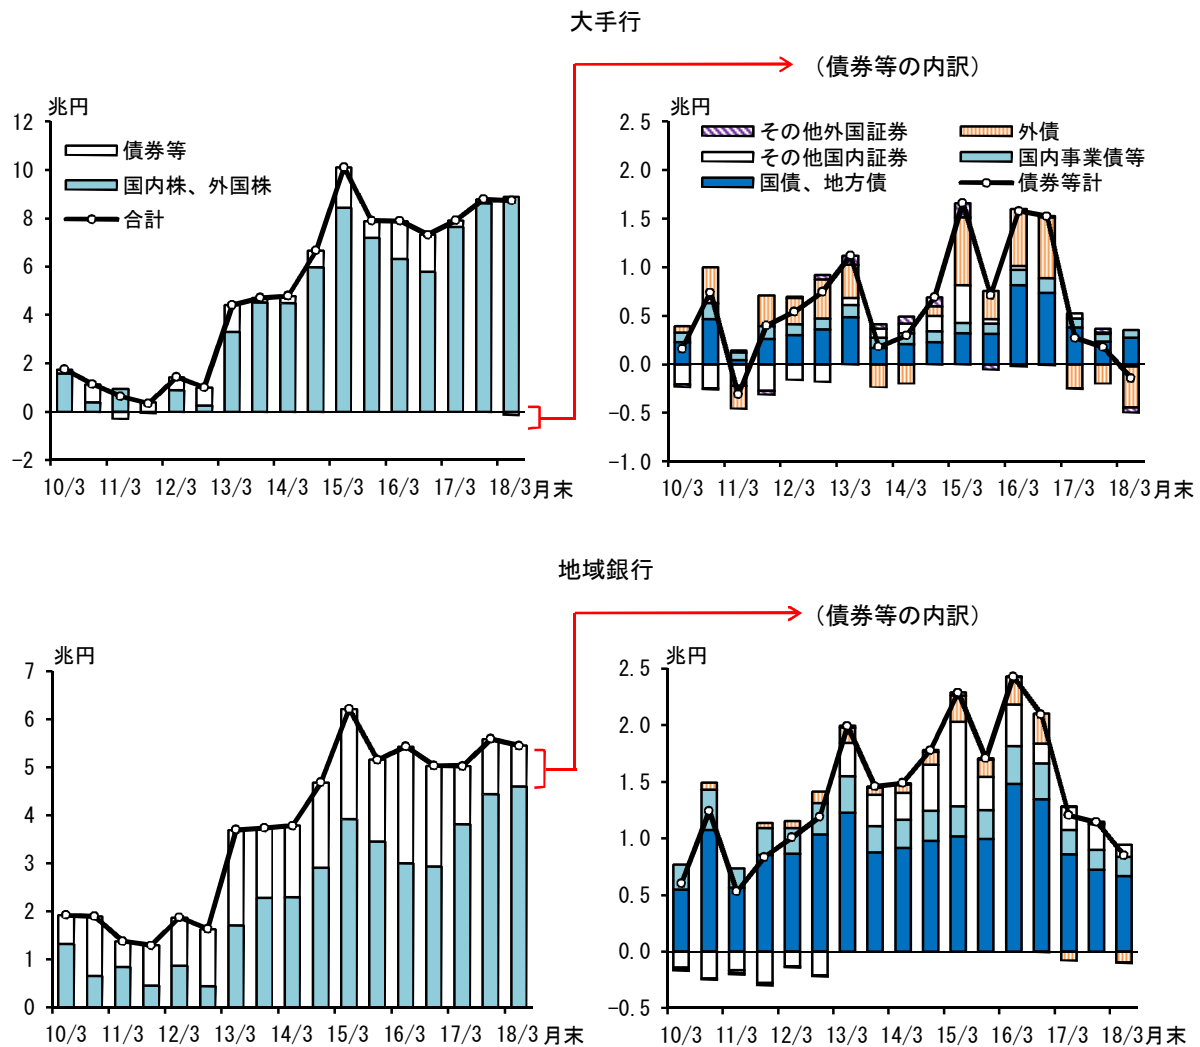 大手行
（債券等の内訳）
兆円
12
10
8
6
4
2
0
-2
債券等
国内株、外国株
合計
10/3 11/3 12/3 13/3 14/3 15/3 16/3 17/3 18/3 月末
兆円
2.5
2.0
1.5
1.0
0.5
0.0
-0.5
-1.0
その他外国証券 外債
その他国内証券 国内事業債等
国債、地方債 債券等計
10/3 11/3 12/3 13/3 14/3 15/3 16/3 17/3 18/3 月末
地域銀行
（債券等の内訳）
兆円
7
6
5
4
3
2
1
0
10/3 11/3 12/3 13/3 14/3 15/3 16/3 17/3 18/3 月末
兆円
2.5
2.0
1.5
1.0
0.5
0.0
-0.5
10/3 11/3 12/3 13/3 14/3 15/3 16/3 17/3 18/3 月末